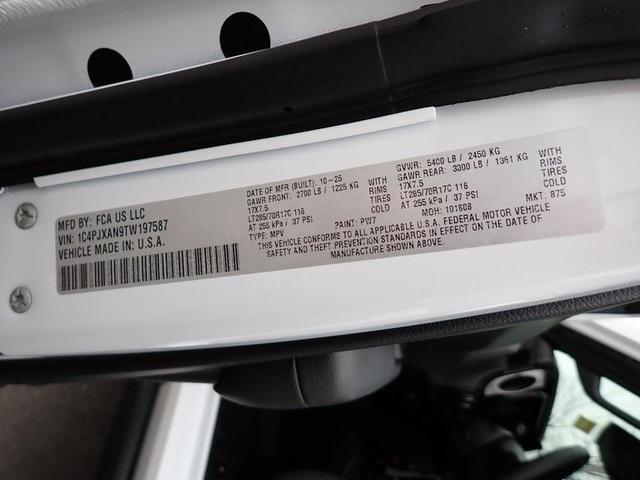 MFD BY: FCA US LLC
VIN: 1C4PJXAN9TW197587
VEHICLE MADE IN U.S.A.
DATE OF MFR (BUILT). 10-25
GAWR FRONT: 2700 LB / 1225 KG WITH
17X7.5 RIMS
LT285/70R17C 116 TIRES
AT 255 kPa / 37 PSI COLD
TYPE: MPV PAINT: PW7
GVWR: 5400 LB / 2450 KG
GAWR REAR: 3000 LB / 1361 KG WITH
17X7.5 RIMS
LT285/70R17C 116 TIRES
AT 255 kPa / 37 PSI COLD
MDH: 101608 MKT: 875
CONFORMS TO ALL APPLICABLE U.S.A. FEDERAL MOTOR VEHICLE
SAFETY AND THEFT PREVENTION STANDARDS IN EFFECT ON DATE OF
MANUFACTURE SHOWN ABOVE.